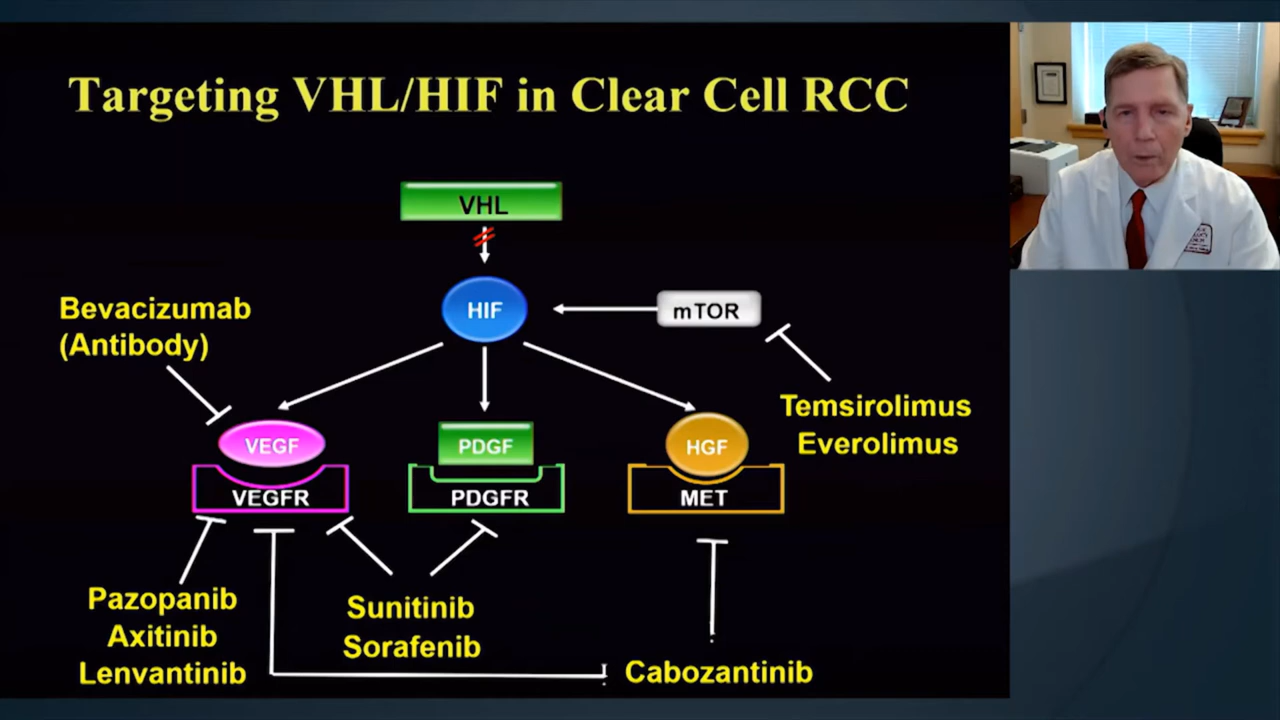 Targeting VHL/HIF in Clear Cell RCC
VHL
HIF
mTOR
Bevacizumab
(Antibody)
Temsirolimus
Everolimus
VEGF
PDGF
HGF
VEGFR
PDGFR
MET
Pazopanib
Axitinib
Lenvantinib
Sunitinib
Sorafenib
Cabozantinib